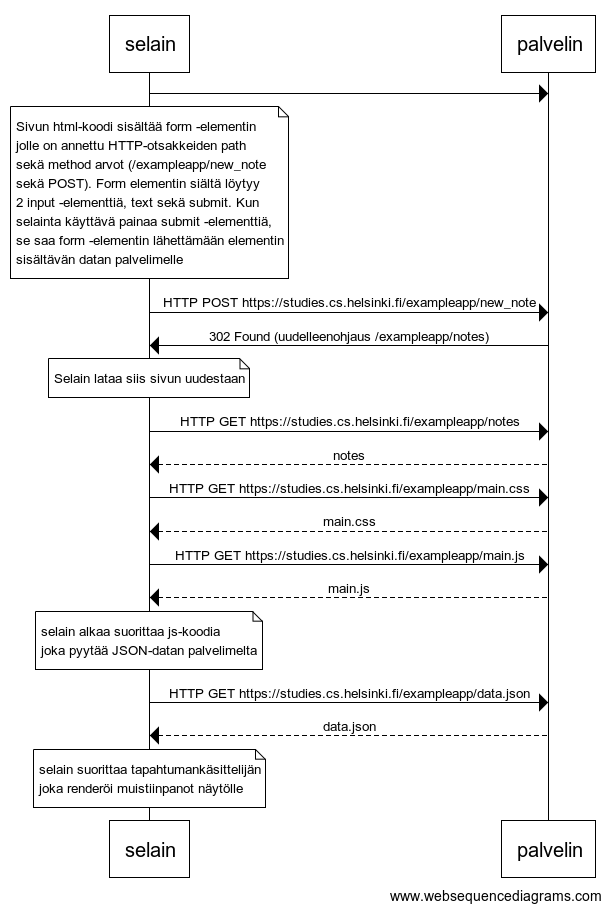 selain
palvelin
Sivun html-koodi sisältää form -elementin
jolle on annettu HTTP-otsakkeiden path
sekä method arvot (/exampleapp/new_note
sekä POST). Form elementin siältä löytyy
2 input -elementtiä, text sekä submit. Kun
selainta käyttävä painaa submit -elementtiä,
se saa form -elementin lähettämään elementin
sisältävän datan palvelimelle
HTTP POST https://studies.cs.helsinki.fi/exampleapp/new_note
302 Found (uudelleenohjaus /exampleapp/notes)
Selain lataa siis sivun uudestaan
HTTP GET https://studies.cs.helsinki.fi/exampleapp/notes
notes
HTTP GET https://studies.cs.helsinki.fi/exampleapp/main.css
main.css
HTTP GET https://studies.cs.helsinki.fi/exampleapp/main.js
main.js
selain alkaa suorittaa js-koodia
joka pyytää JSON-datan palvelimelta
HTTP GET https://studies.cs.helsinki.fi/exampleapp/data.json
data.json
selain suorittaa tapahtumankäsittelijän
joka renderöi muistiinpanot näytölle
selain
palvelin
www.websequencediagrams.com